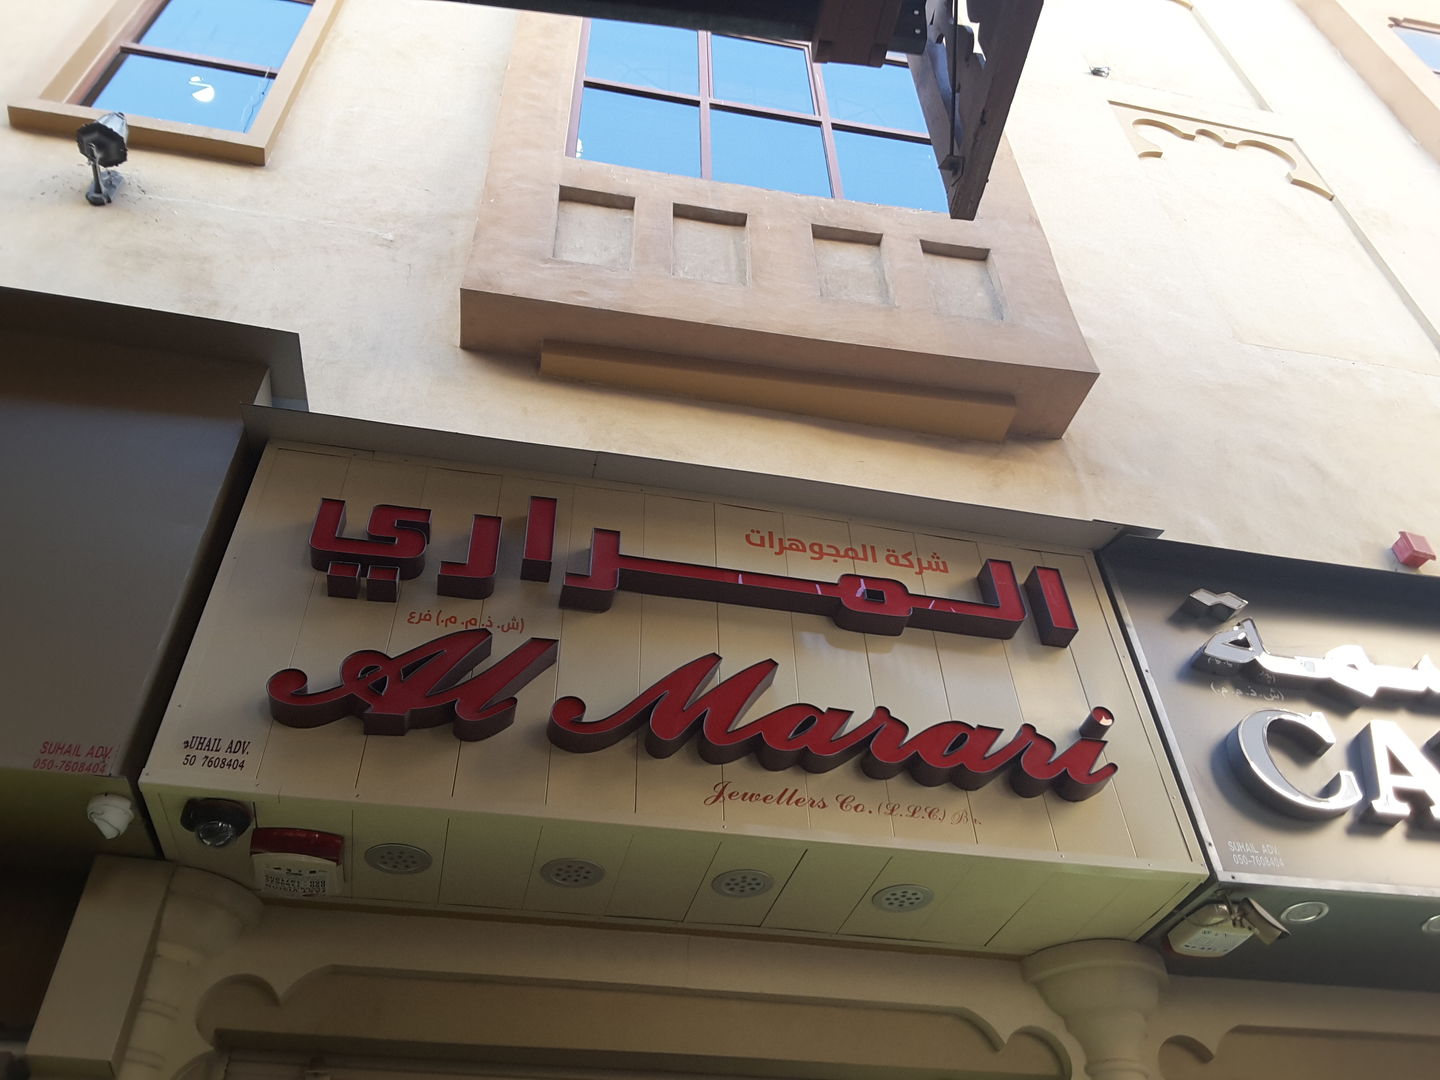 شركة المجوهرات
المراري
(ش. ذ. م. م.) فرع
Al Marari
Jewellers Co. (L.L.C) Br.
SUHAIL ADV.
050-7608404
UHAIL ADV.
50 7608404
(ش. ذ. م. م.)
CA
SUHAIL ADV.
050-7608404